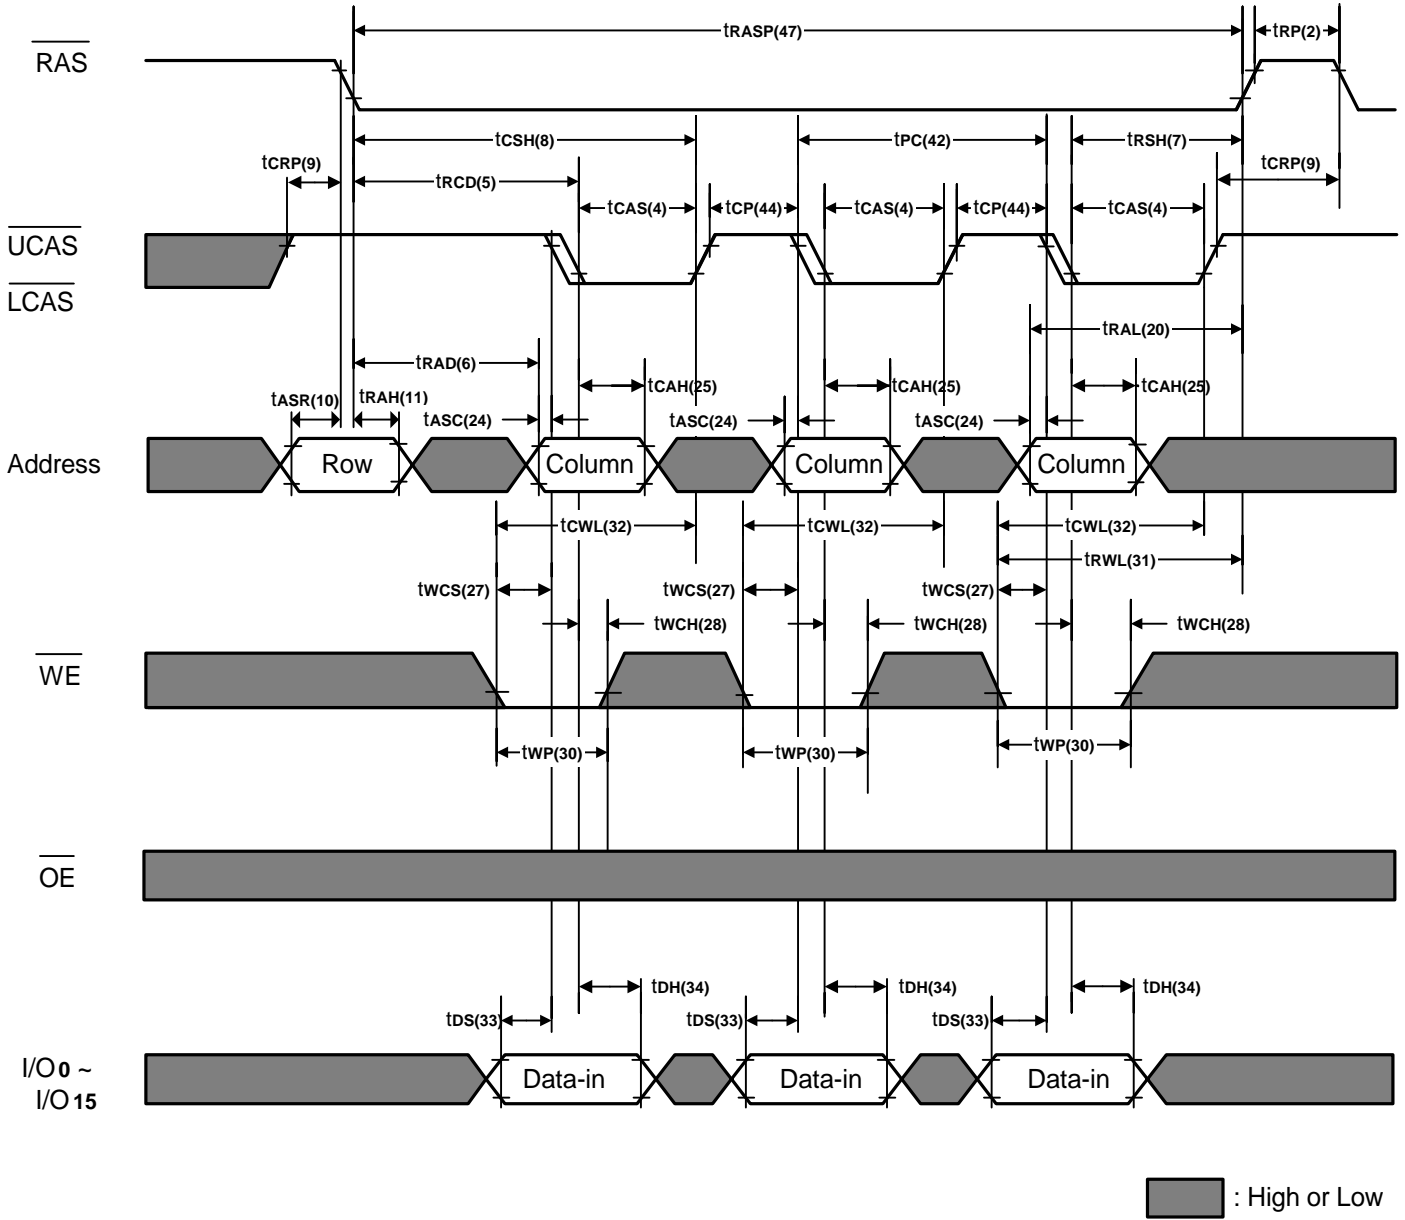 tRASP(47) tRP(2)
RAS
tCSH(8) tPC(42) tRSH(7)
tCRP(9) tCRP(9)
tRCD(5)
tCAS(4) tCP(44) tCAS(4) tCP(44) tCAS(4)
UCAS
LCAS
tRAL(20)
tRAD(6)
tCAH(25) tCAH(25) tCAH(25)
tASR(10) tRAH(11)
tASC(24) tASC(24) tASC(24)
Address Row Column Column Column
tCWL(32) tCWL(32) tCWL(32)
tRWL(31)
tWCS(27) tWCS(27) tWCS(27)
tWCH(28) tWCH(28) tWCH(28)
WE
tWP(30) tWP(30) tWP(30)
OE
tDH(34) tDH(34) tDH(34)
tDS(33) tDS(33) tDS(33)
I/O 0 ~
I/O 15
Data-in Data-in Data-in
: High or Low